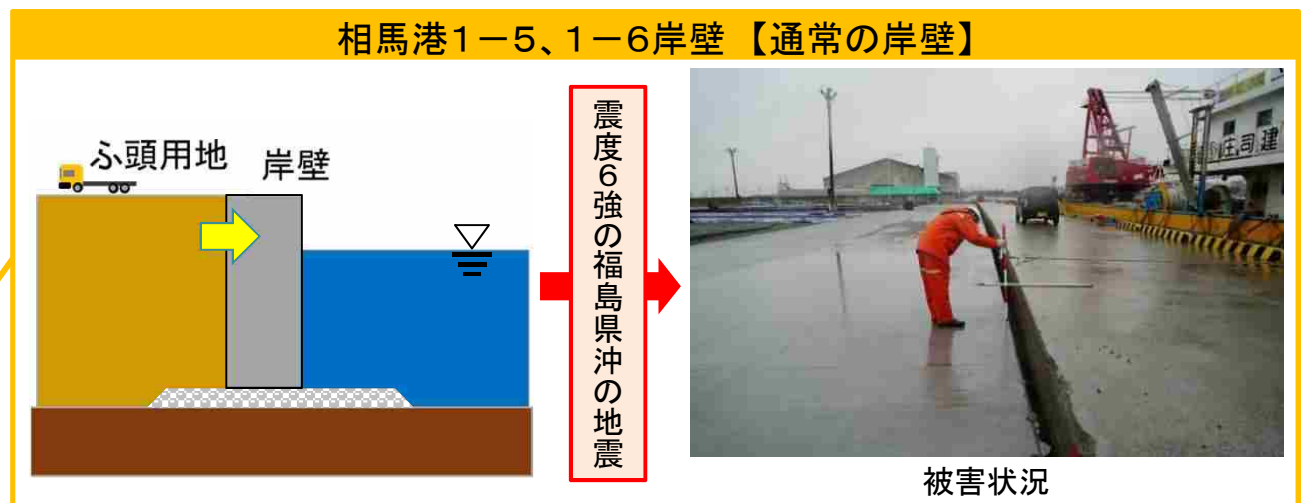 相馬港1－5、1－6岸壁 【通常の岸壁】
ふ頭用地
岸壁
震度6強の福島県沖の地震
被害状況